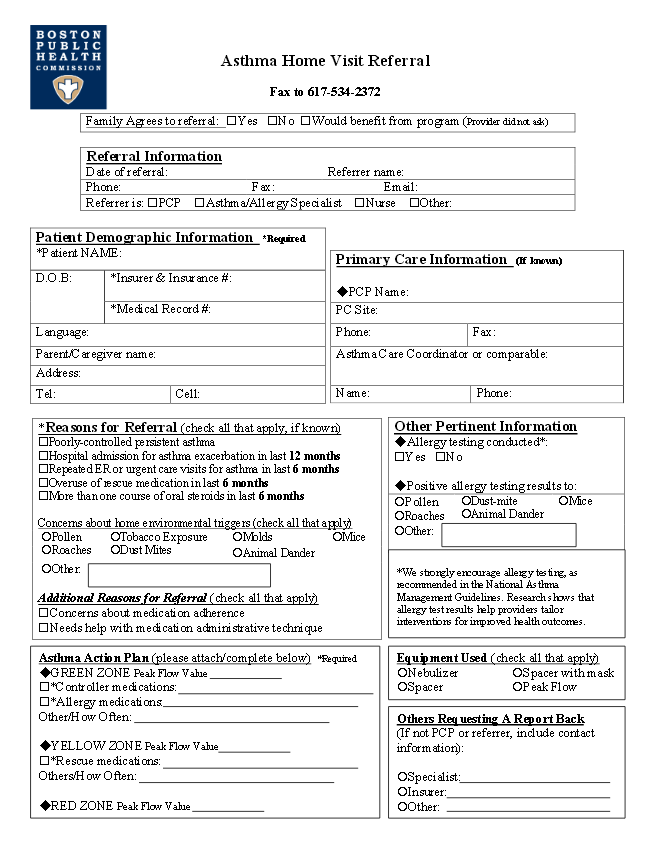 BOSTON
PUBLIC
HEALTH
COMMISSION
Asthma Home Visit Referral
Fax to 617-534-2372
Family Agrees to referral: ☐Yes ☐No ☐Would benefit from program (Provider did not ask)
Referral Information
Date of referral: Referrer name:
Phone: Fax: Email:
Referrer is: ☐PCP ☐Asthma/Allergy Specialist ☐Nurse ☐Other:
Patient Demographic Information *Required
*Patient NAME:
D.O.B: *Insurer & Insurance #:
*Medical Record #:
Language:
Parent/Caregiver name:
Address:
Tel: Cell:
Primary Care Information (If known)
◆PCP Name:
PC Site:
Phone: Fax:
Asthma Care Coordinator or comparable:
Name: Phone:
*Reasons for Referral (check all that apply, if known)
☐Poorly-controlled persistent asthma
☐Hospital admission for asthma exacerbation in last 12 months
☐Repeated ER or urgent care visits for asthma in last 6 months
☐Overuse of rescue medication in last 6 months
☐More than one course of oral steroids in last 6 months
Concerns about home environmental triggers (check all that apply)
○Pollen ○Tobacco Exposure ○Molds ○Mice
○Roaches ○Dust Mites ○Animal Dander
○Other:
Additional Reasons for Referral (check all that apply)
☐Concerns about medication adherence
☐Needs help with medication administrative technique
Other Pertinent Information
◆Allergy testing conducted*:
☐Yes ☐No
◆Positive allergy testing results to:
○Pollen ○Dust-mite ○Mice
○Roaches ○Animal Dander
○Other:
*We strongly encourage allergy testing, as
recommended in the National Asthma
Management Guidelines. Research shows that
allergy test results help providers tailor
interventions for improved health outcomes.
Asthma Action Plan (please attach/complete below) *Required
◆GREEN ZONE Peak Flow Value ____________
☐*Controller medications: ____________
☐*Allergy medications: ____________
Other/How Often: ____________
◆YELLOW ZONE Peak Flow Value ____________
☐*Rescue medications: ____________
Others/How Often: ____________
◆RED ZONE Peak Flow Value ____________
Equipment Used (check all that apply)
○Nebulizer ○Spacer with mask
○Spacer ○Peak Flow
Others Requesting A Report Back
(If not PCP or referrer, include contact
information):
○Specialist: ____________
○Insurer: ____________
○Other: ____________